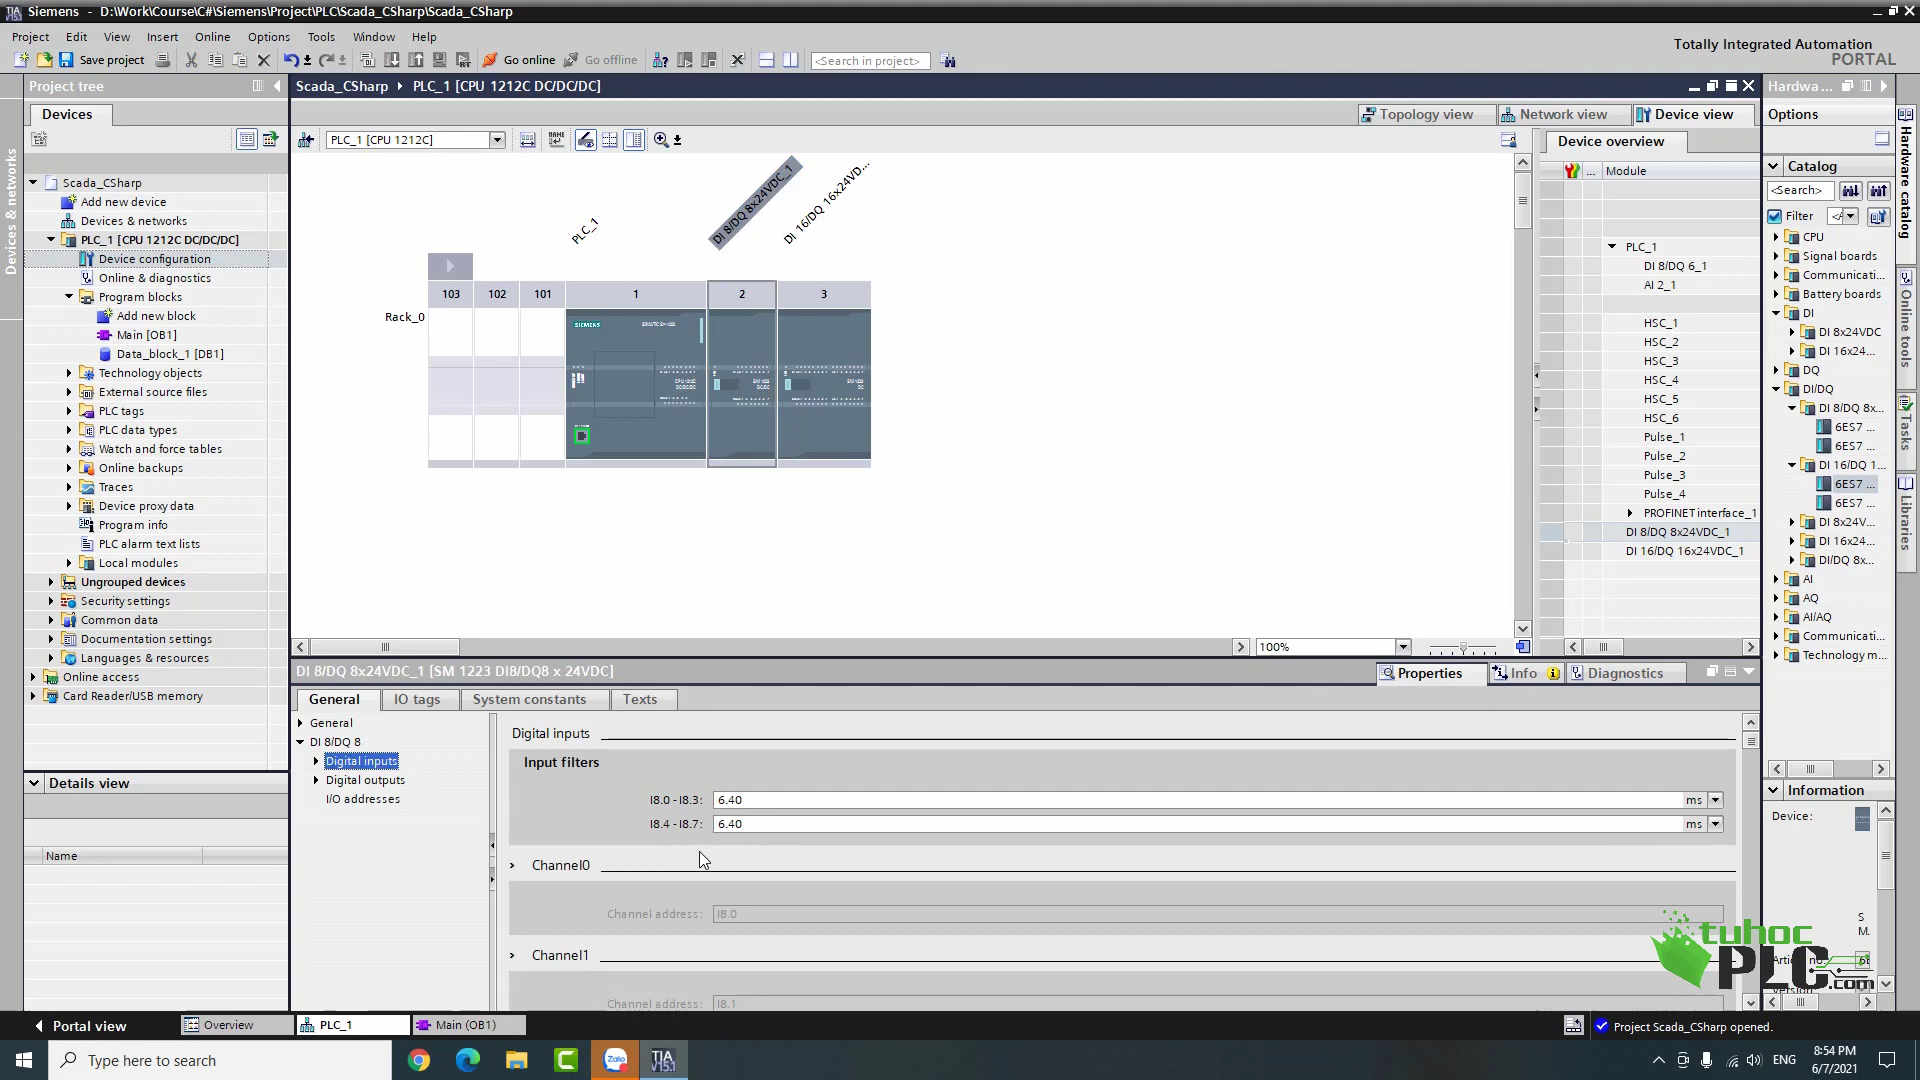 Siemens - D:\Work\Course\C#\Siemens\Project\PLC\Scada_CSharp\Scada_CSharp
Project Edit View Insert Online Options Tools Window Help
Totally Integrated Automation
PORTAL
Save project
Go online
Go offline
<Search in project>
Project tree
Devices
Devices & networks
Scada_CSharp
Add new device
Devices & networks
PLC_1 [CPU 1212C DC/DC/DC]
Device configuration
Online & diagnostics
Program blocks
Add new block
Main [OB1]
Data_block_1 [DB1]
Technology objects
External source files
PLC tags
PLC data types
Watch and force tables
Online backups
Traces
Device proxy data
Program info
PLC alarm text lists
Local modules
Ungrouped devices
Security settings
Common data
Documentation settings
Languages & resources
Online access
Card Reader/USB memory
Details view
Name
Scada_CSharp PLC_1 [CPU 1212C DC/DC/DC]
Topology view
Network view
Device view
PLC_1 [CPU 1212C]
PLC_1
DI 8/DQ 8x24VDC_1
DI 16/DQ 16x24VD...
103 102 101 1 2 3
Rack_0
SIEMENS
100%
Device overview
... Module
PLC_1
DI 8/DQ 6_1
AI 2_1
HSC_1
HSC_2
HSC_3
HSC_4
HSC_5
HSC_6
Pulse_1
Pulse_2
Pulse_3
Pulse_4
PROFINET interface_1
DI 8/DQ 8x24VDC_1
DI 16/DQ 16x24VDC_1
Hardwa ...
Options
Catalog
<Search>
Filter
CPU
Signal boards
Communicati...
Battery boards
DI
DI 8x24VDC
DI 16x24...
DQ
DI/DQ
DI 8/DQ 8x...
6ES7 ...
6ES7 ...
DI 16/DQ 1...
6ES7 ...
6ES7 ...
DI 8x24V...
DI 16x24...
DI/DQ 8x...
AI
AQ
AI/AQ
Communicati...
Technology m...
Information
Device:
Hardware catalog
Online tools
Tasks
Libraries
DI 8/DQ 8x24VDC_1 [SM 1223 DI8/DQ8 x 24VDC]
Properties
Info
Diagnostics
General IO tags System constants Texts
General
DI 8/DQ 8
Digital inputs
Digital outputs
I/O addresses
Digital inputs
Input filters
I8.0 - I8.3: 6.40 ms
I8.4 - I8.7: 6.40 ms
Channel0
Channel address: I8.0
Channel1
Channel address: I8.1
tuhoc
PLC.com
Portal view
Overview
PLC_1
Main (OB1)
Project Scada_CSharp opened.
Type here to search
Zalo
TIA
V15.1
ENG
8:54 PM
6/7/2021